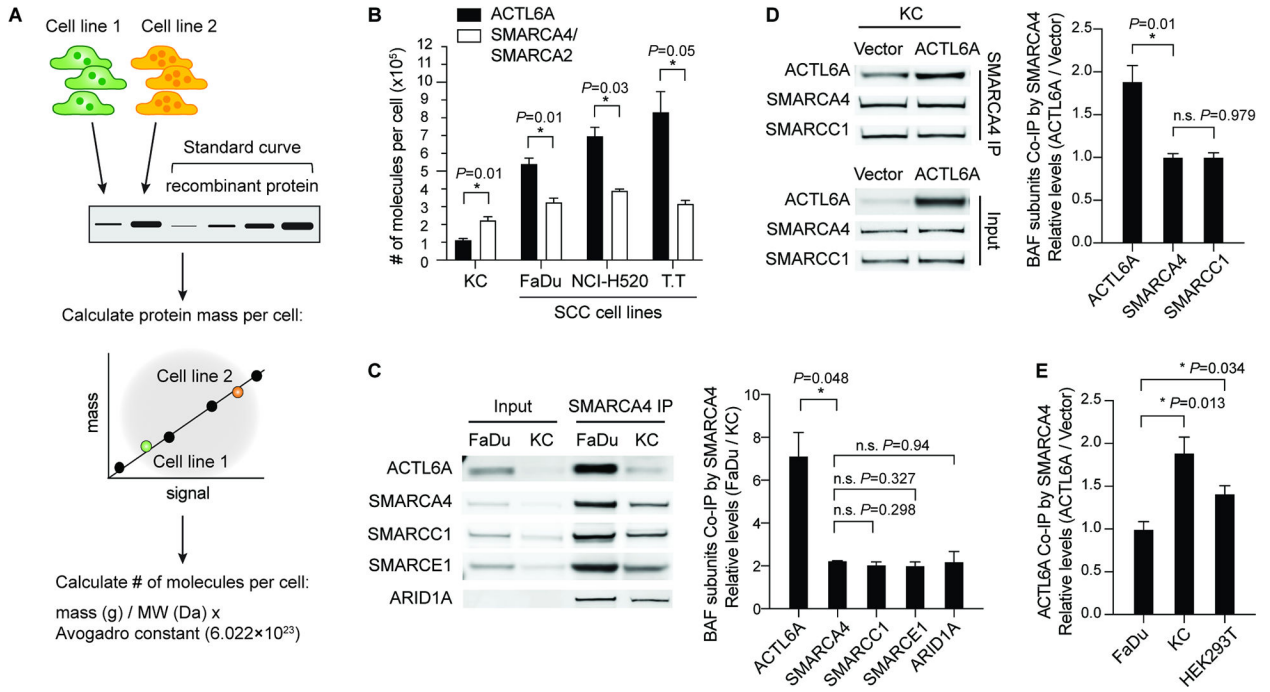 A
Cell line 1
Cell line 2
Standard curve
recombinant protein
Calculate protein mass per cell:
mass
Cell line 2
Cell line 1
signal
Calculate # of molecules per cell:
mass (g) / MW (Da) x
Avogadro constant (6.022×10²³)
B
ACTL6A
SMARCA4/
SMARCA2
# of molecules per cell (x10⁵)
12
11
10
9
8
7
6
5
4
3
2
1
0
P=0.01
*
P=0.01
*
P=0.03
*
P=0.05
*
KC
FaDu
NCI-H520
T.T
SCC cell lines
C
Input
SMARCA4 IP
FaDu
KC
FaDu
KC
ACTL6A
SMARCA4
SMARCC1
SMARCE1
ARID1A
BAF subunits Co-IP by SMARCA4
Relative levels (FaDu / KC)
10
8
6
4
2
0
P=0.048
*
n.s. P=0.94
n.s. P=0.327
n.s. P=0.298
ACTL6A
SMARCA4
SMARCC1
SMARCE1
ARID1A
D
KC
Vector
ACTL6A
ACTL6A
SMARCA4
SMARCC1
SMARCA4 IP
Vector
ACTL6A
ACTL6A
SMARCA4
SMARCC1
Input
BAF subunits Co-IP by SMARCA4
Relative levels (ACTL6A / Vector)
2.5
2.0
1.5
1.0
0.5
0.0
P=0.01
*
n.s. P=0.979
ACTL6A
SMARCA4
SMARCC1
E
ACTL6A Co-IP by SMARCA4
Relative levels (ACTL6A / Vector)
2.5
2.0
1.5
1.0
0.5
0.0
* P=0.034
* P=0.013
FaDu
KC
HEK293T